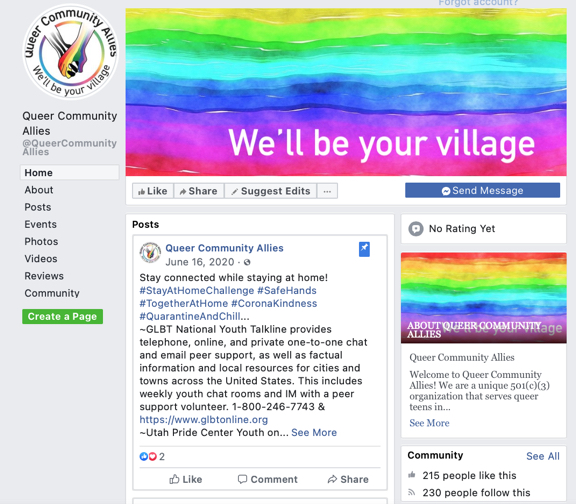 Forgot account?
Queer Community Allies
We'll be your village
We'll be your village
Queer Community
Allies
@QueerCommunity
Allies
Home
About
Posts
Events
Photos
Videos
Reviews
Community
Create a Page
Like
Share
Suggest Edits
...
Send Message
Posts
Queer Community Allies
June 16, 2020 ·
Stay connected while staying at home!
#StayAtHomeChallenge #SafeHands
#TogetherAtHome #CoronaKindness
#QuarantineAndChill...
~GLBT National Youth Talkline provides
telephone, online, and private one-to-one chat
and email peer support, as well as factual
information and local resources for cities and
towns across the United States. This includes
weekly youth chat rooms and IM with a peer
support volunteer. 1-800-246-7743 &
https://www.glbtonline.org
~Utah Pride Center Youth on... See More
2
Like Comment Share
No Rating Yet
ABOUT QUEER COMMUNITY
ALLIES
village
Queer Community Allies
Welcome to Queer Community
Allies! We are a unique 501(c)(3)
organization that serves queer
teens in...
See More
Community See All
215 people like this
230 people follow this